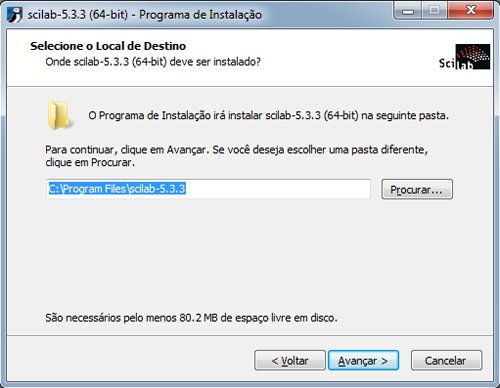 scilab-5.3.3 (64-bit) - Programa de Instalação
Selecione o Local de Destino
Onde scilab-5.3.3 (64-bit) deve ser instalado?
Scilab
O Programa de Instalação irá instalar scilab-5.3.3 (64-bit) na seguinte pasta.
Para continuar, clique em Avançar. Se você deseja escolher uma pasta diferente,
clique em Procurar.
C:\Program Files\scilab-5.3.3
Procurar...
São necessários pelo menos 80.2 MB de espaço livre em disco.
< Voltar
Avançar >
Cancelar